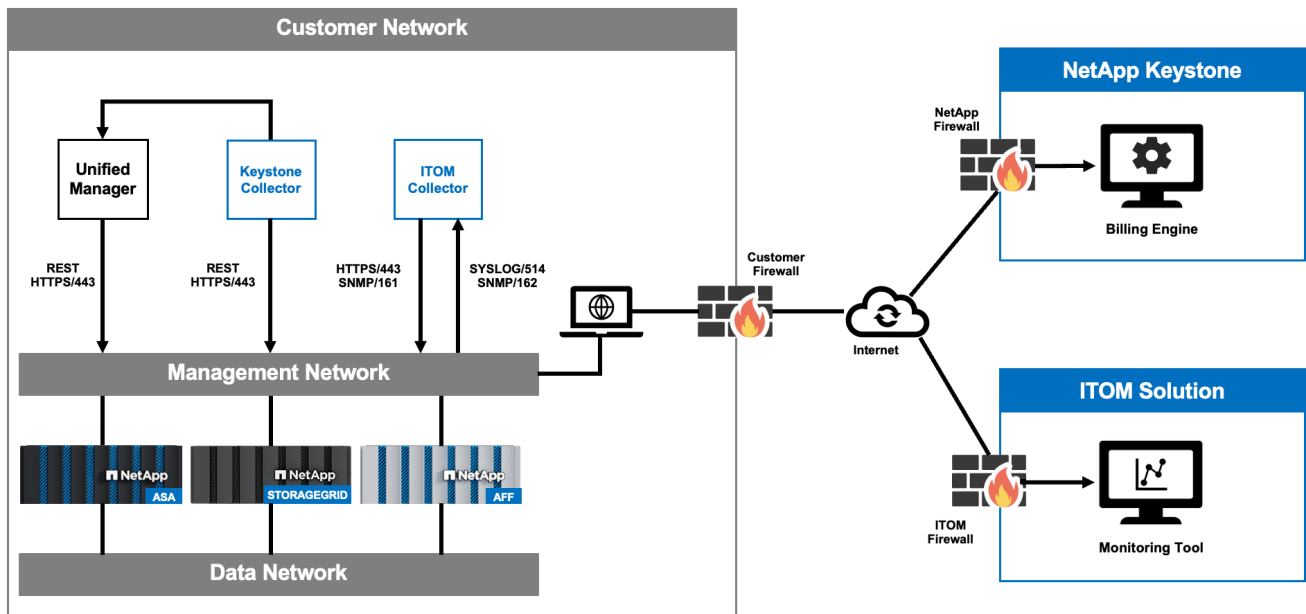 Customer Network
NetApp Keystone
NetApp
Firewall
Unified
Manager
Keystone
Collector
ITOM
Collector
Billing Engine
REST
HTTPS/443
REST
HTTPS/443
HTTPS/443
SNMP/161
SYSLOG/514
SNMP/162
Customer
Firewall
Internet
Management Network
ITOM Solution
NetApp
ASA
NetApp
STORAGEGRID
NetApp
AFF
ITOM
Firewall
Monitoring Tool
Data Network